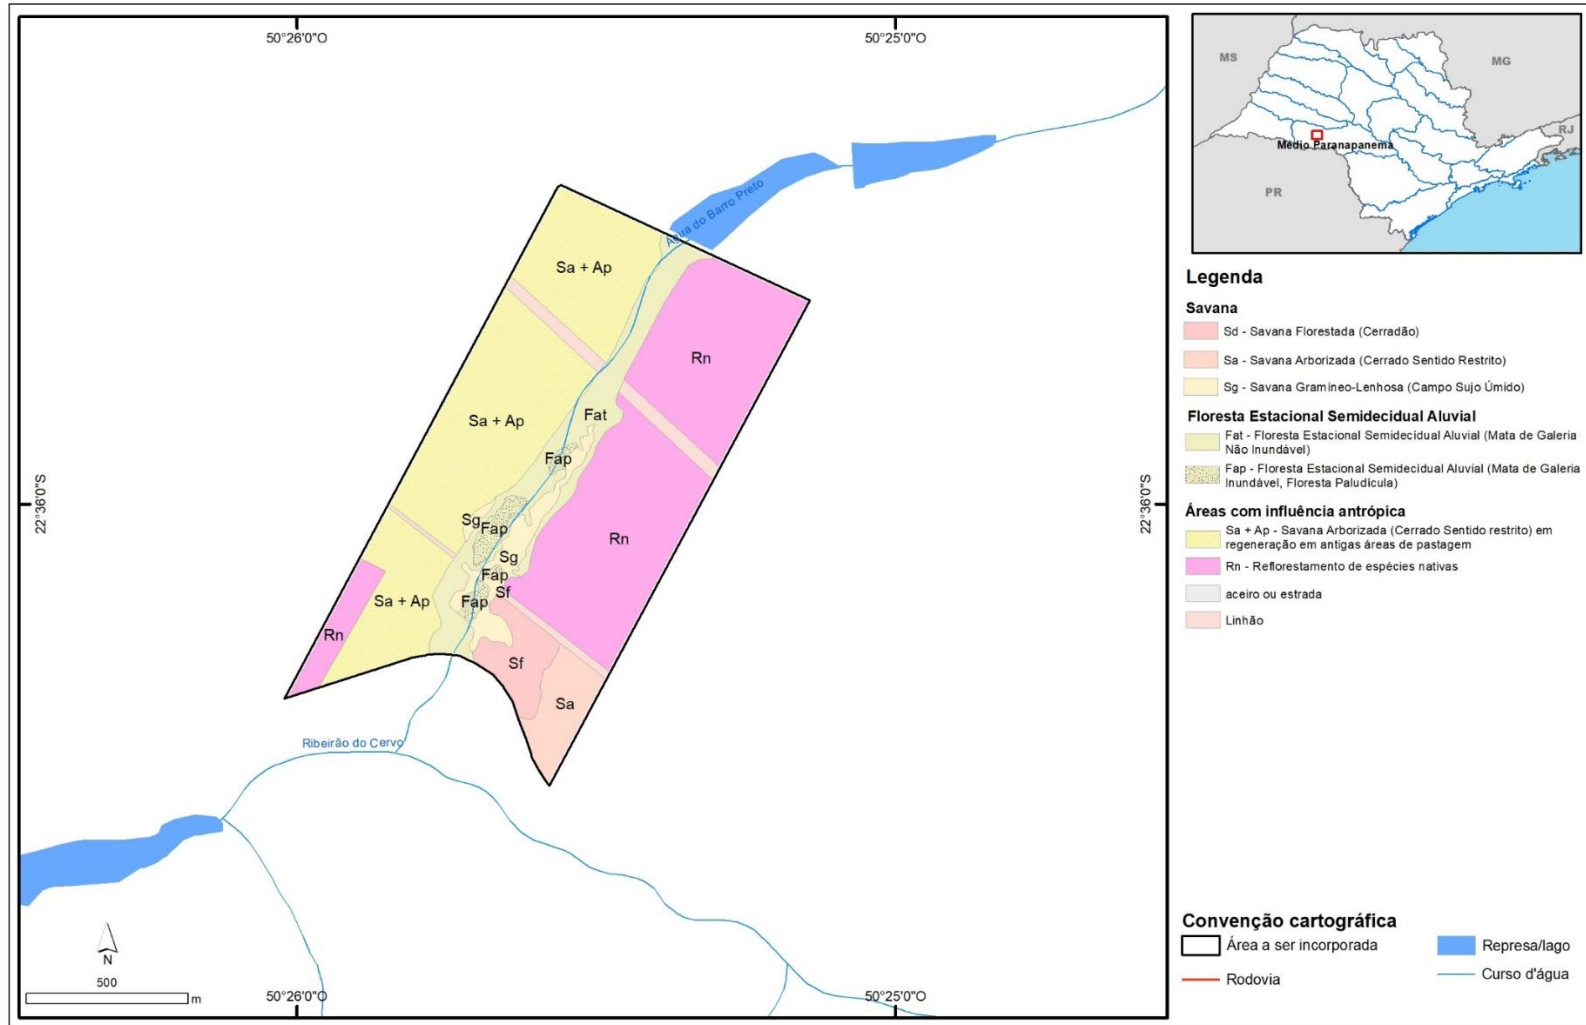 50°26'0"O
50°25'0"O
MS
MG
RJ
Médio Paranapanema
PR
Água do Barro Preto
Sa + Ap
Rn
Sa + Ap
Fat
Fap
22°36'0"S
22°36'0"S
Sg
Fap
Rn
Sg
Fap
Sf
Sa + Ap
Fap
Rn
Sf
Sa
Ribeirão do Cervo
N
500
m
50°26'0"O
50°25'0"O
Legenda
Savana
Sd - Savana Florestada (Cerradão)
Sa - Savana Arborizada (Cerrado Sentido Restrito)
Sg - Savana Gramíneo-Lenhosa (Campo Sujo Úmido)
Floresta Estacional Semidecidual Aluvial
Fat - Floresta Estacional Semidecidual Aluvial (Mata de Galeria
Não Inundável)
Fap - Floresta Estacional Semidecidual Aluvial (Mata de Galeria
Inundável, Floresta Paludícula)
Áreas com influência antrópica
Sa + Ap - Savana Arborizada (Cerrado Sentido restrito) em
regeneração em antigas áreas de pastagem
Rn - Reflorestamento de espécies nativas
aceiro ou estrada
Linhão
Convenção cartográfica
Área a ser incorporada
Represa/lago
Rodovia
Curso d'água